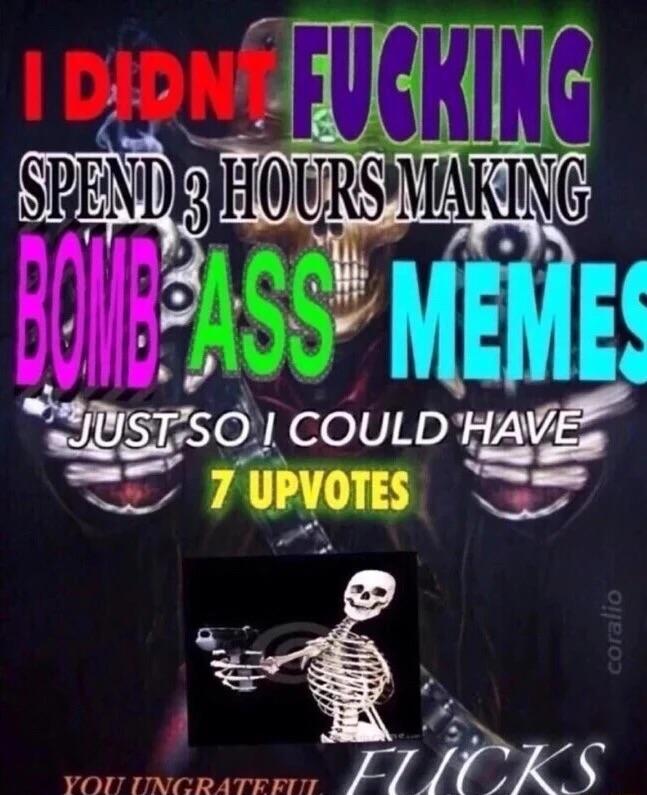 I DIDNT FUCKING
SPEND 3 HOURS MAKING
BOMB ASS MEMES
JUST SO I COULD HAVE
7 UPVOTES
coralio
YOU UNGRATEFUL FUCKS